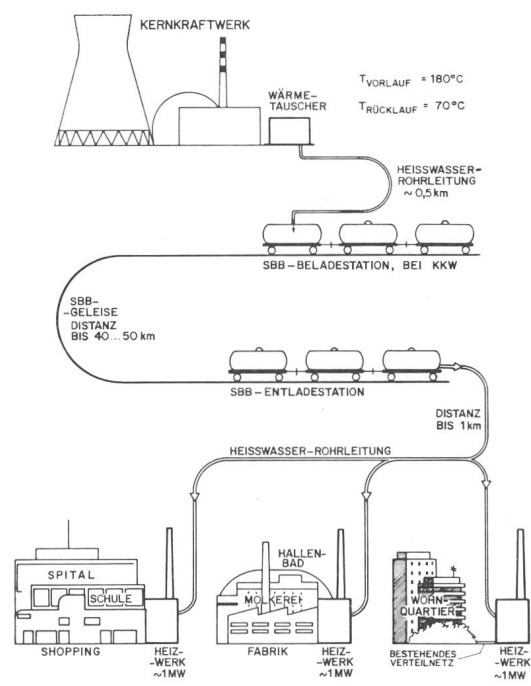 KERNKRAFTWERK
WÄRME-
TAUSCHER
TVORLAUF = 180°C
TRÜCKLAUF = 70°C
HEISSWASSER-
ROHRLEITUNG
~ 0,5 km
SBB-BELADESTATION, BEI KKW
SBB-
-GELEISE
DISTANZ
BIS 40...50 km
SBB-ENTLADESTATION
DISTANZ
BIS 1km
HEISSWASSER-ROHRLEITUNG
SPITAL
SCHULE
SHOPPING
HEIZ-
-WERK
~1MW
HALLEN-
BAD
MOLKEREI
FABRIK
HEIZ-
-WERK
~1MW
WOHN-
QUARTIER
BESTEHENDES
VERTEILNETZ
HEIZ-
-WERK
~1MW